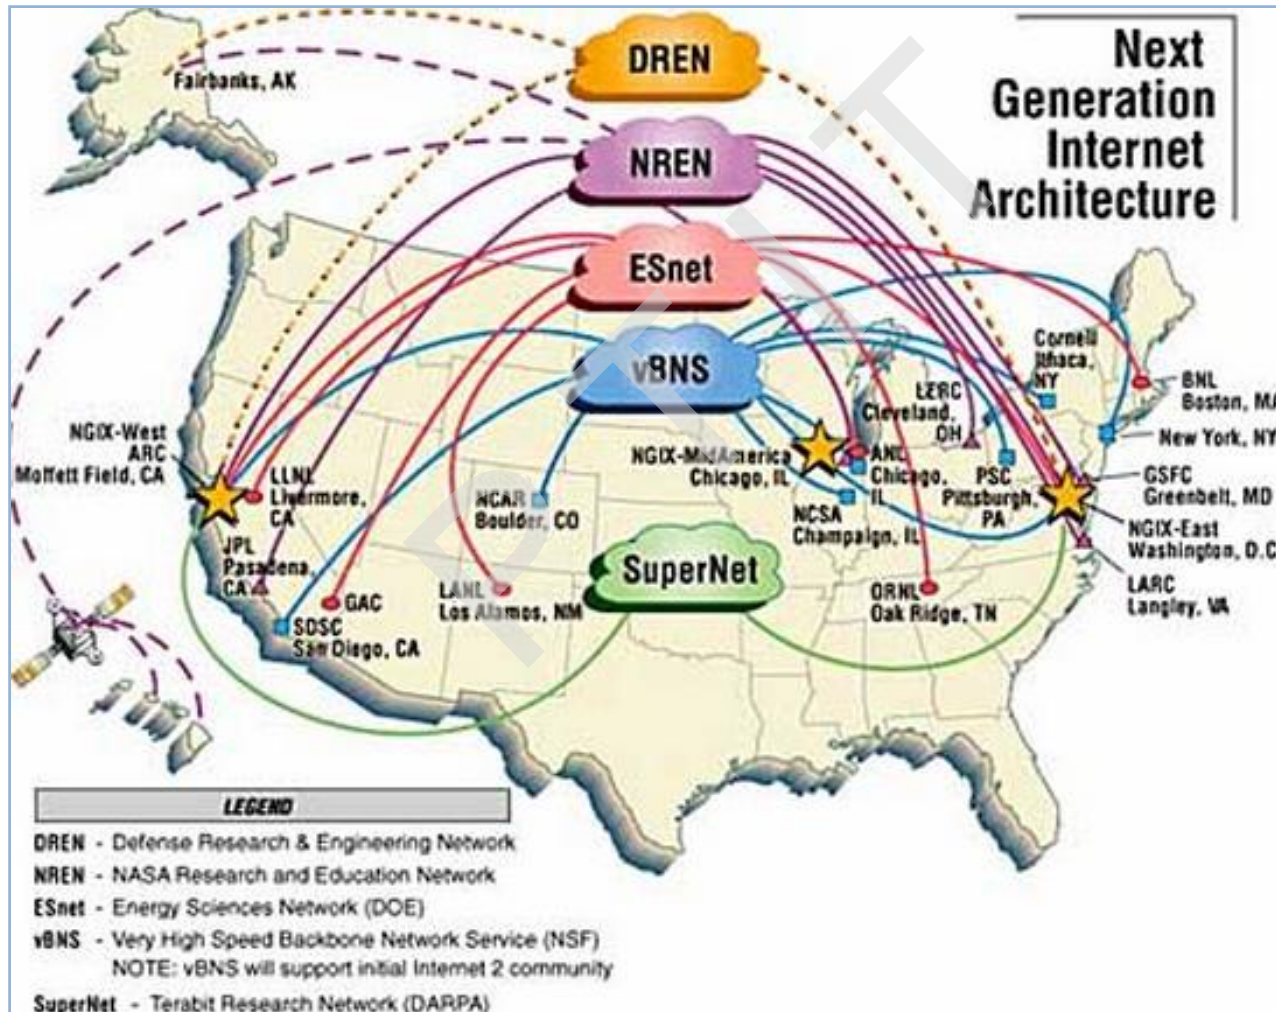 DREN
Next
Generation
Internet
Architecture
Fairbanks, AK
NREN
ESnet
vBNS
Cornell
Ithaca,
NY
LERC
Cleveland,
OH
BNL
Boston, MA
NGIX-West
ARC
Moffett Field, CA
New York, NY
NGIX-MidAmerica
Chicago, IL
ANL
Chicago,
IL
PSC
Pittsburgh,
PA
GSFC
Greenbelt, MD
LLNL
Livermore,
CA
NCAR
Boulder, CO
NCSA
Champaign, IL
NGIX-East
Washington, D.C
JPL
Pasadena,
CA
SuperNet
LARC
Langley, VA
GAC
LANL
Los Alamos, NM
ORNL
Oak Ridge, TN
SDSC
San Diego, CA
LEGEND
DREN - Defense Research & Engineering Network
NREN - NASA Research and Education Network
ESnet - Energy Sciences Network (DOE)
vBNS - Very High Speed Backbone Network Service (NSF)
NOTE: vBNS will support initial Internet 2 community
SuperNet - Terabit Research Network (DARPA)